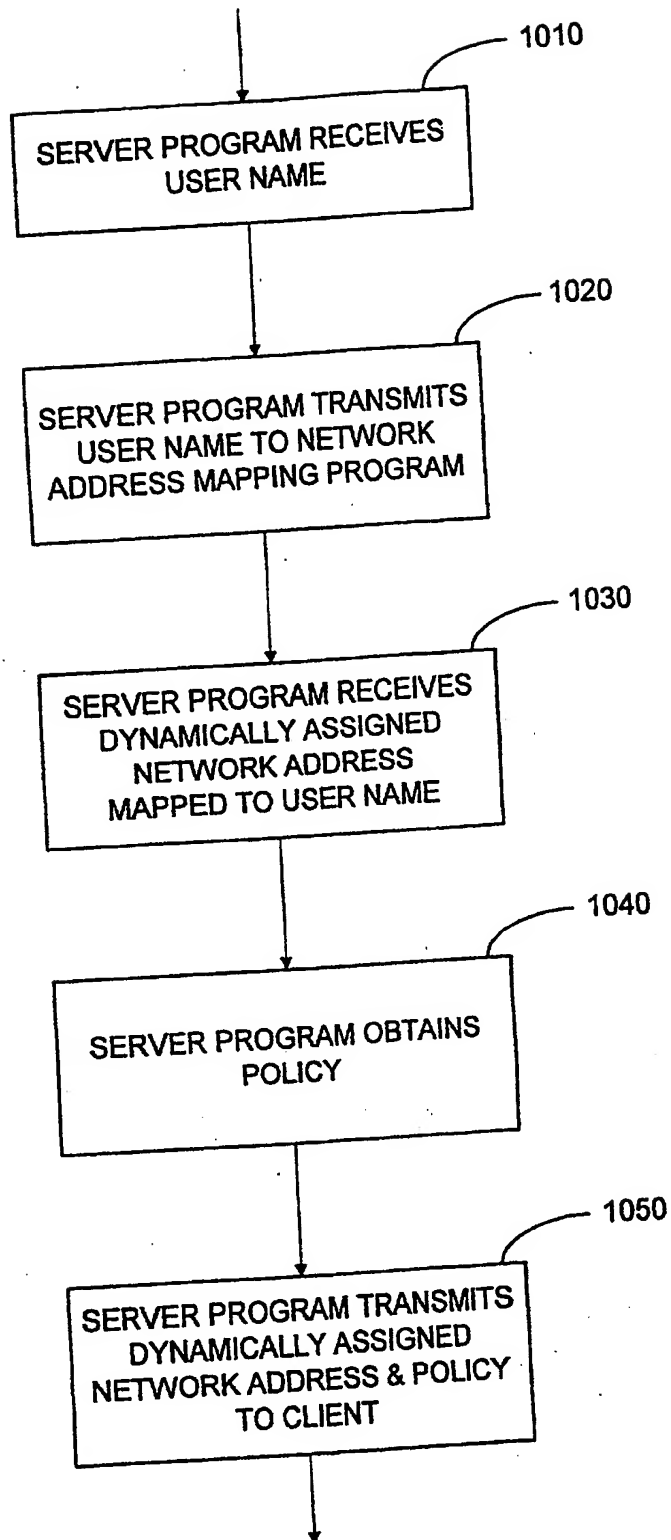 1010
SERVER PROGRAM RECEIVES
USER NAME
1020
SERVER PROGRAM TRANSMITS
USER NAME TO NETWORK
ADDRESS MAPPING PROGRAM
1030
SERVER PROGRAM RECEIVES
DYNAMICALLY ASSIGNED
NETWORK ADDRESS
MAPPED TO USER NAME
1040
SERVER PROGRAM OBTAINS
POLICY
1050
SERVER PROGRAM TRANSMITS
DYNAMICALLY ASSIGNED
NETWORK ADDRESS & POLICY
TO CLIENT